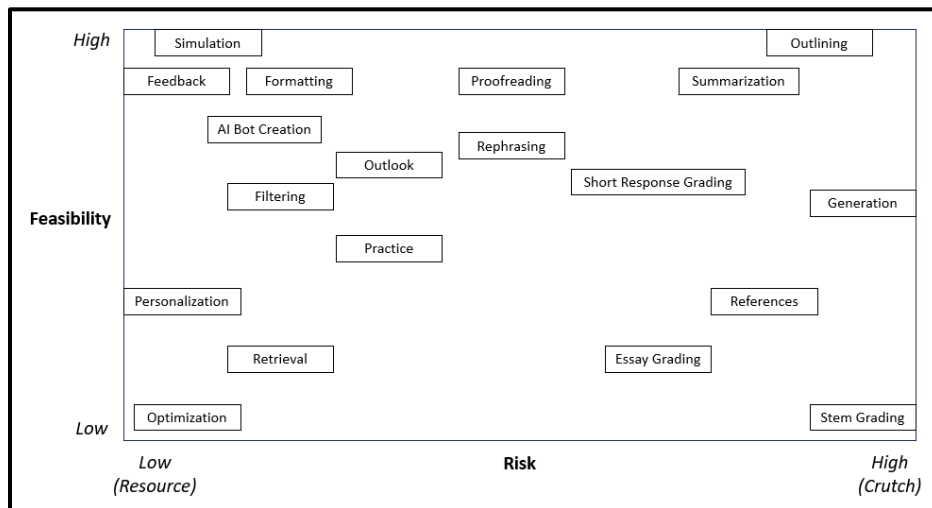 High
Simulation
Outlining
Feedback
Formatting
Proofreading
Summarization
AI Bot Creation
Rephrasing
Outlook
Short Response Grading
Filtering
Generation
Feasibility
Practice
Personalization
References
Retrieval
Essay Grading
Optimization
Stem Grading
Low
Low
(Resource)
Risk
High
(Crutch)